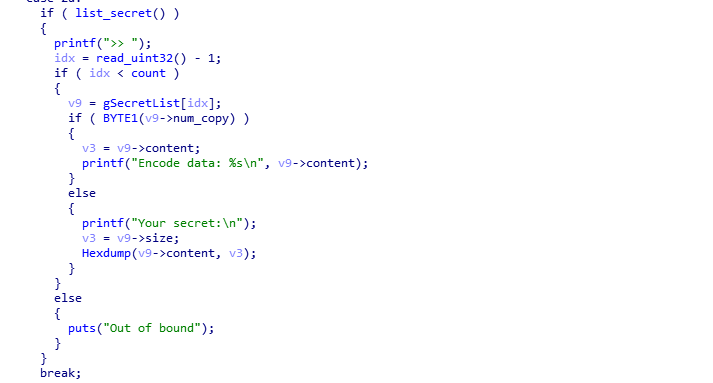 case 2u:
if ( list_secret() )
{
printf(">> ");
idx = read_uint32() - 1;
if ( idx < count )
{
v9 = gSecretList[idx];
if ( BYTE1(v9->num_copy) )
{
v3 = v9->content;
printf("Encode data: %s\n", v9->content);
}
else
{
printf("Your secret:\n");
v3 = v9->size;
Hexdump(v9->content, v3);
}
}
else
{
puts("Out of bound");
}
}
break;